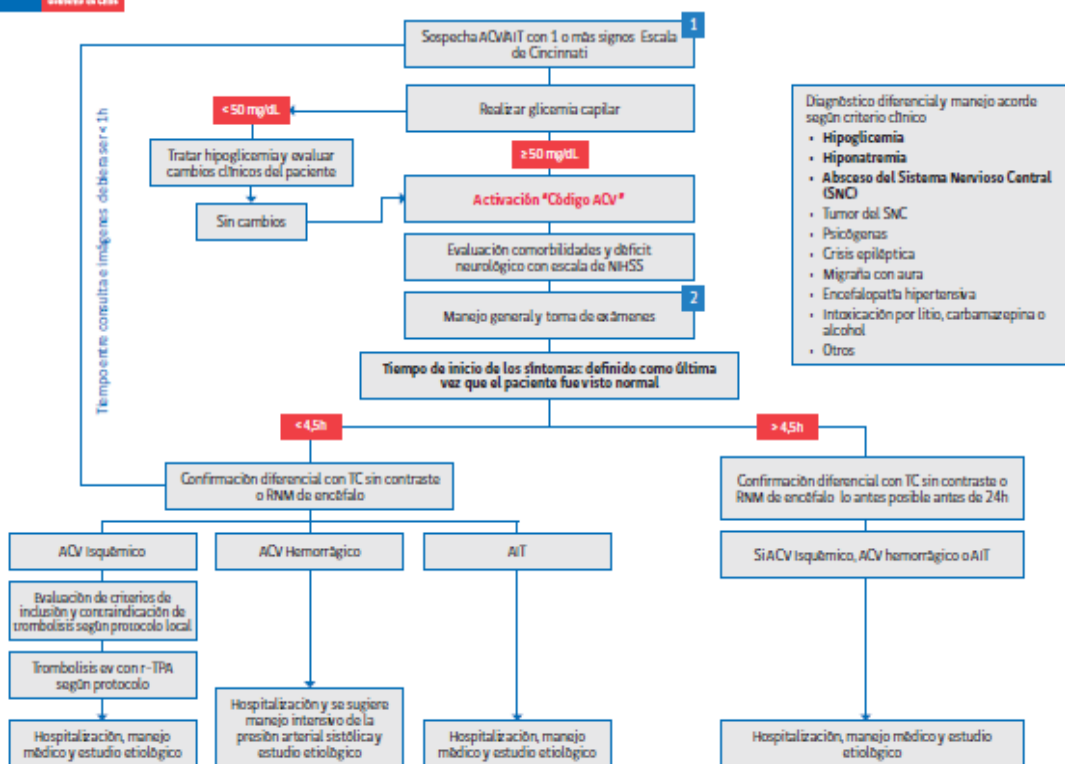 1
Sospecha ACV/AIT con 1 o más signos Escala
de Cincinnati
< 50 mg/dL
Realizar glicemia capilar
Tratar hipoglicemia y evaluar
cambios clínicos del paciente
≥ 50 mg/dL
Sin cambios
Activación "Código ACV"
Evaluación comorbilidades y déficit
neurológico con escala de NIHSS
2
Manejo general y toma de exámenes
Tiempo de inicio de los síntomas: definido como última
vez que el paciente fue visto normal
Tiempo entre consulta e imágenes debiera ser < 1h
Diagnóstico diferencial y manejo acorde
según criterio clínico
• Hipoglicemia
• Hiponatremia
• Absceso del Sistema Nervioso Central
(SNC)
• Tumor del SNC
• Psicógenas
• Crisis epiléptica
• Migraña con aura
• Encefalopatía hipertensiva
• Intoxicación por litio, carbamazepina o
alcohol
• Otros
< 4,5h
> 4,5h
Confirmación diferencial con TC sin contraste
o RNM de encéfalo
Confirmación diferencial con TC sin contraste o
RNM de encéfalo lo antes posible antes de 24h
ACV Isquémico
ACV Hemorrágico
AIT
Si ACV Isquémico, ACV hemorrágico o AIT
Evaluación de criterios de
inclusión y contraindicación de
trombolisis según protocolo local
Trombolisis ev con r-TPA
según protocolo
Hospitalización, manejo
médico y estudio etiológico
Hospitalización y se sugiere
manejo intensivo de la
presión arterial sistólica y
estudio etiológico
Hospitalización, manejo
médico y estudio etiológico
Hospitalización, manejo médico y estudio
etiológico